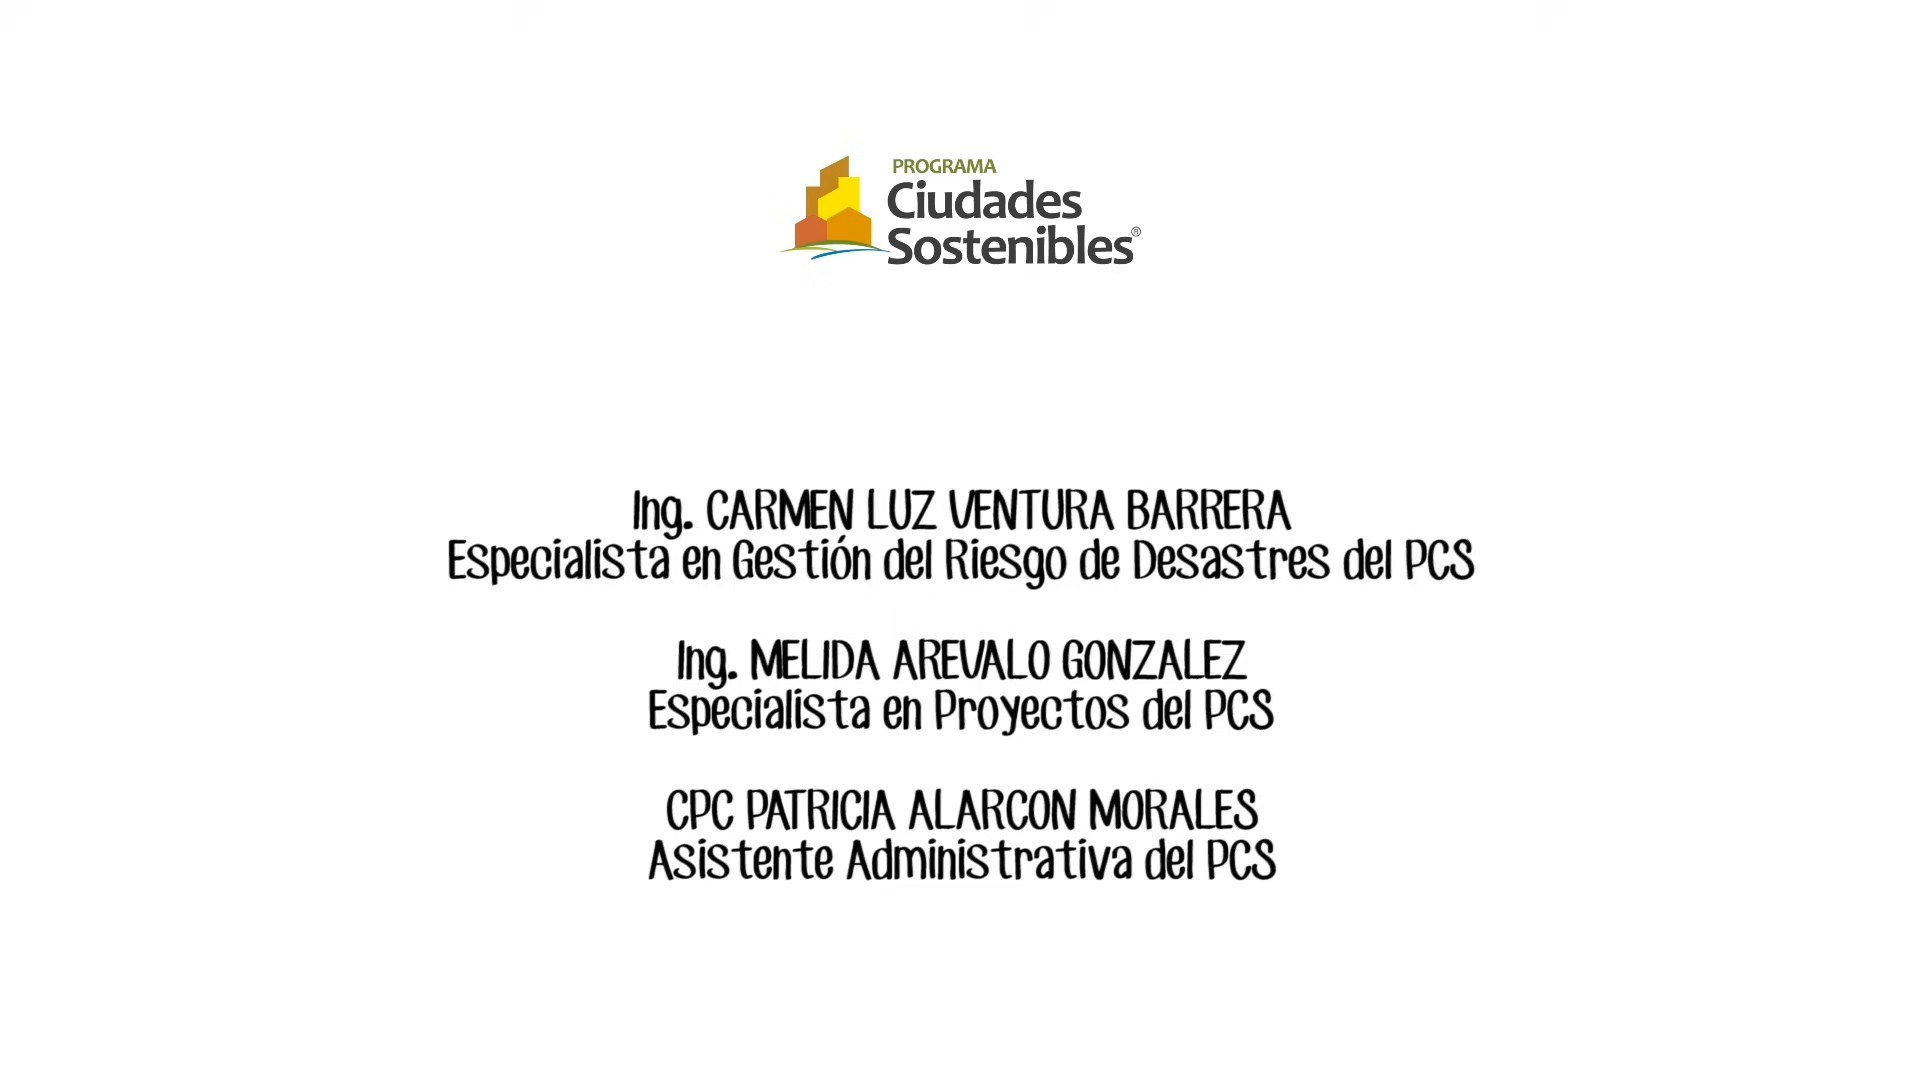 PROGRAMA
Ciudades
Sostenibles®
Ing. CARMEN LUZ VENTURA BARRERA
Especialista en Gestión del Riesgo de Desastres del PCS
Ing. MELIDA AREVALO GONZALEZ
Especialista en Proyectos del PCS
CPC PATRICIA ALARCON MORALES
Asistente Administrativa del PCS